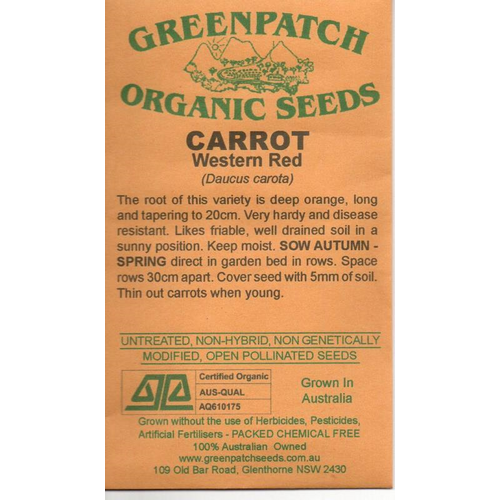 GREENPATCH
ORGANIC SEEDS
CARROT
Western Red
(Daucus carota)
The root of this variety is deep orange, long
and tapering to 20cm. Very hardy and disease
resistant. Likes friable, well drained soil in a
sunny position. Keep moist. SOW AUTUMN -
SPRING direct in garden bed in rows. Space
rows 30cm apart. Cover seed with 5mm of soil.
Thin out carrots when young.
UNTREATED, NON-HYBRID, NON GENETICALLY
MODIFIED, OPEN POLLINATED SEEDS
Certified Organic
AUS-QUAL
AQ610175
Grown In
Australia
Grown without the use of Herbicides, Pesticides,
Artificial Fertilisers - PACKED CHEMICAL FREE
100% Australian Owned
www.greenpatchseeds.com.au
109 Old Bar Road, Glenthorne NSW 2430